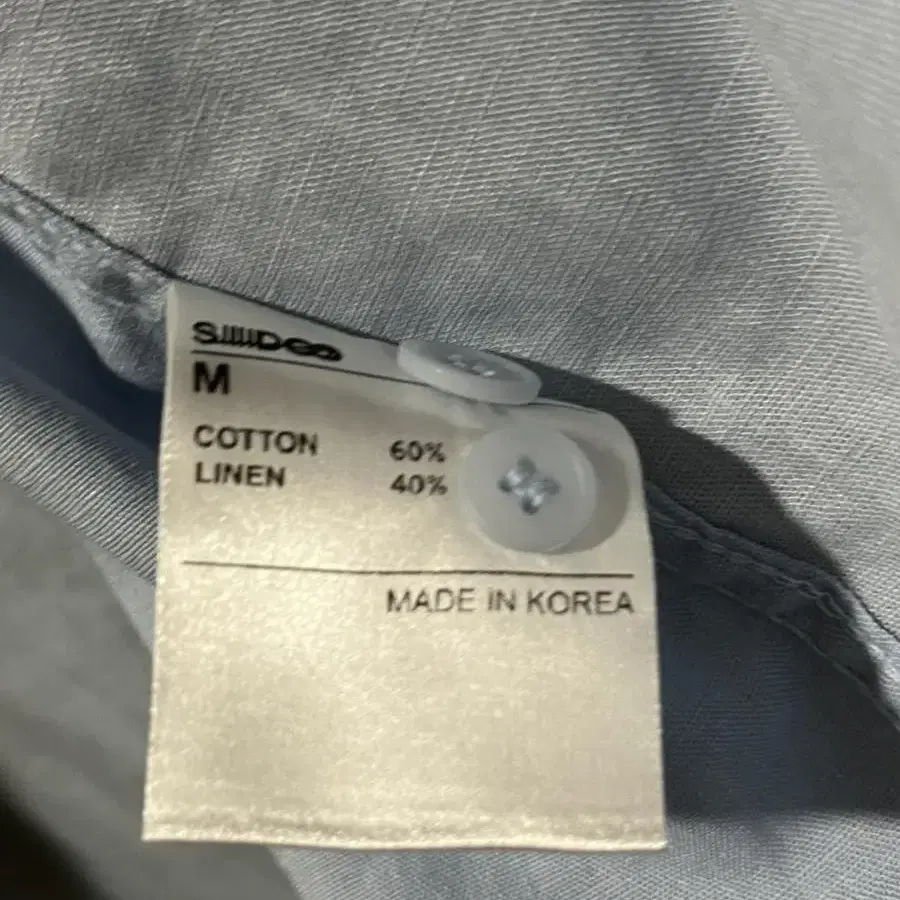 M
COTTON 60%
LINEN 40%
MADE IN KOREA